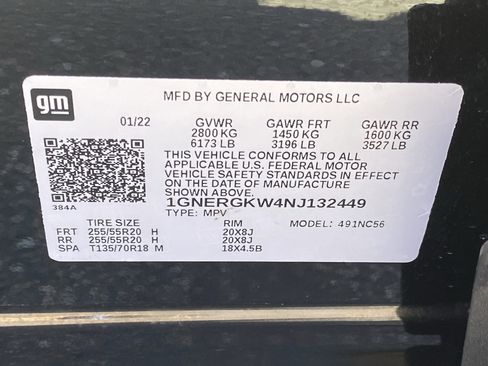 gm
MFD BY GENERAL MOTORS LLC
01/22 GVWR GAWR FRT GAWR RR
2800 KG 1450 KG 1600 KG
6173 LB 3196 LB 3527 LB
THIS VEHICLE CONFORMS TO ALL
APPLICABLE U.S. FEDERAL MOTOR
VEHICLE SAFETY STANDARDS IN EFFECT
ON THE DATE OF MANUFACTURE
SHOWN ABOVE.
1GNERGKW4NJ132449
384A
TYPE: MPV MODEL: 491NC56
TIRE SIZE RIM
FRT 255/55R20 H 20X8J
RR 255/55R20 H 20X8J
SPA T135/70R18 M 18X4.5B